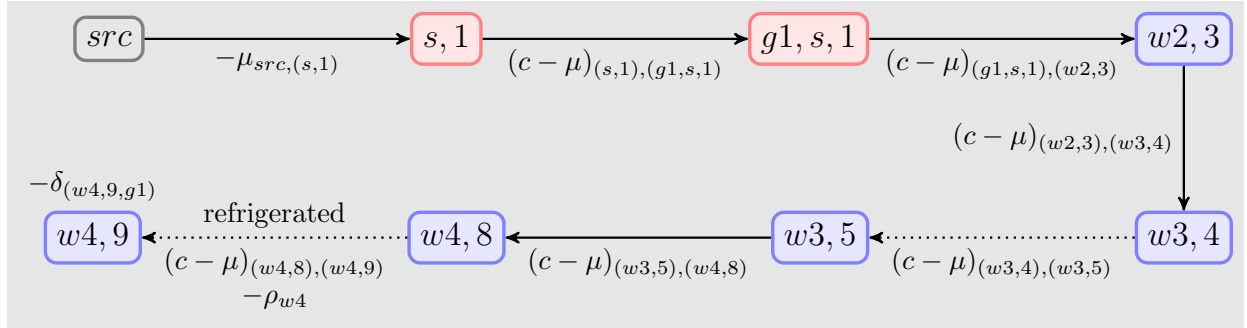 src
s, 1
g1, s, 1
w2, 3
−μ_{src,(s,1)}
(c − μ)_{(s,1),(g1,s,1)}
(c − μ)_{(g1,s,1),(w2,3)}
(c − μ)_{(w2,3),(w3,4)}
−δ_{(w4,9,g1)}
refrigerated
w4, 9
w4, 8
w3, 5
w3, 4
(c − μ)_{(w4,8),(w4,9)}
−ρ_{w4}
(c − μ)_{(w3,5),(w4,8)}
(c − μ)_{(w3,4),(w3,5)}